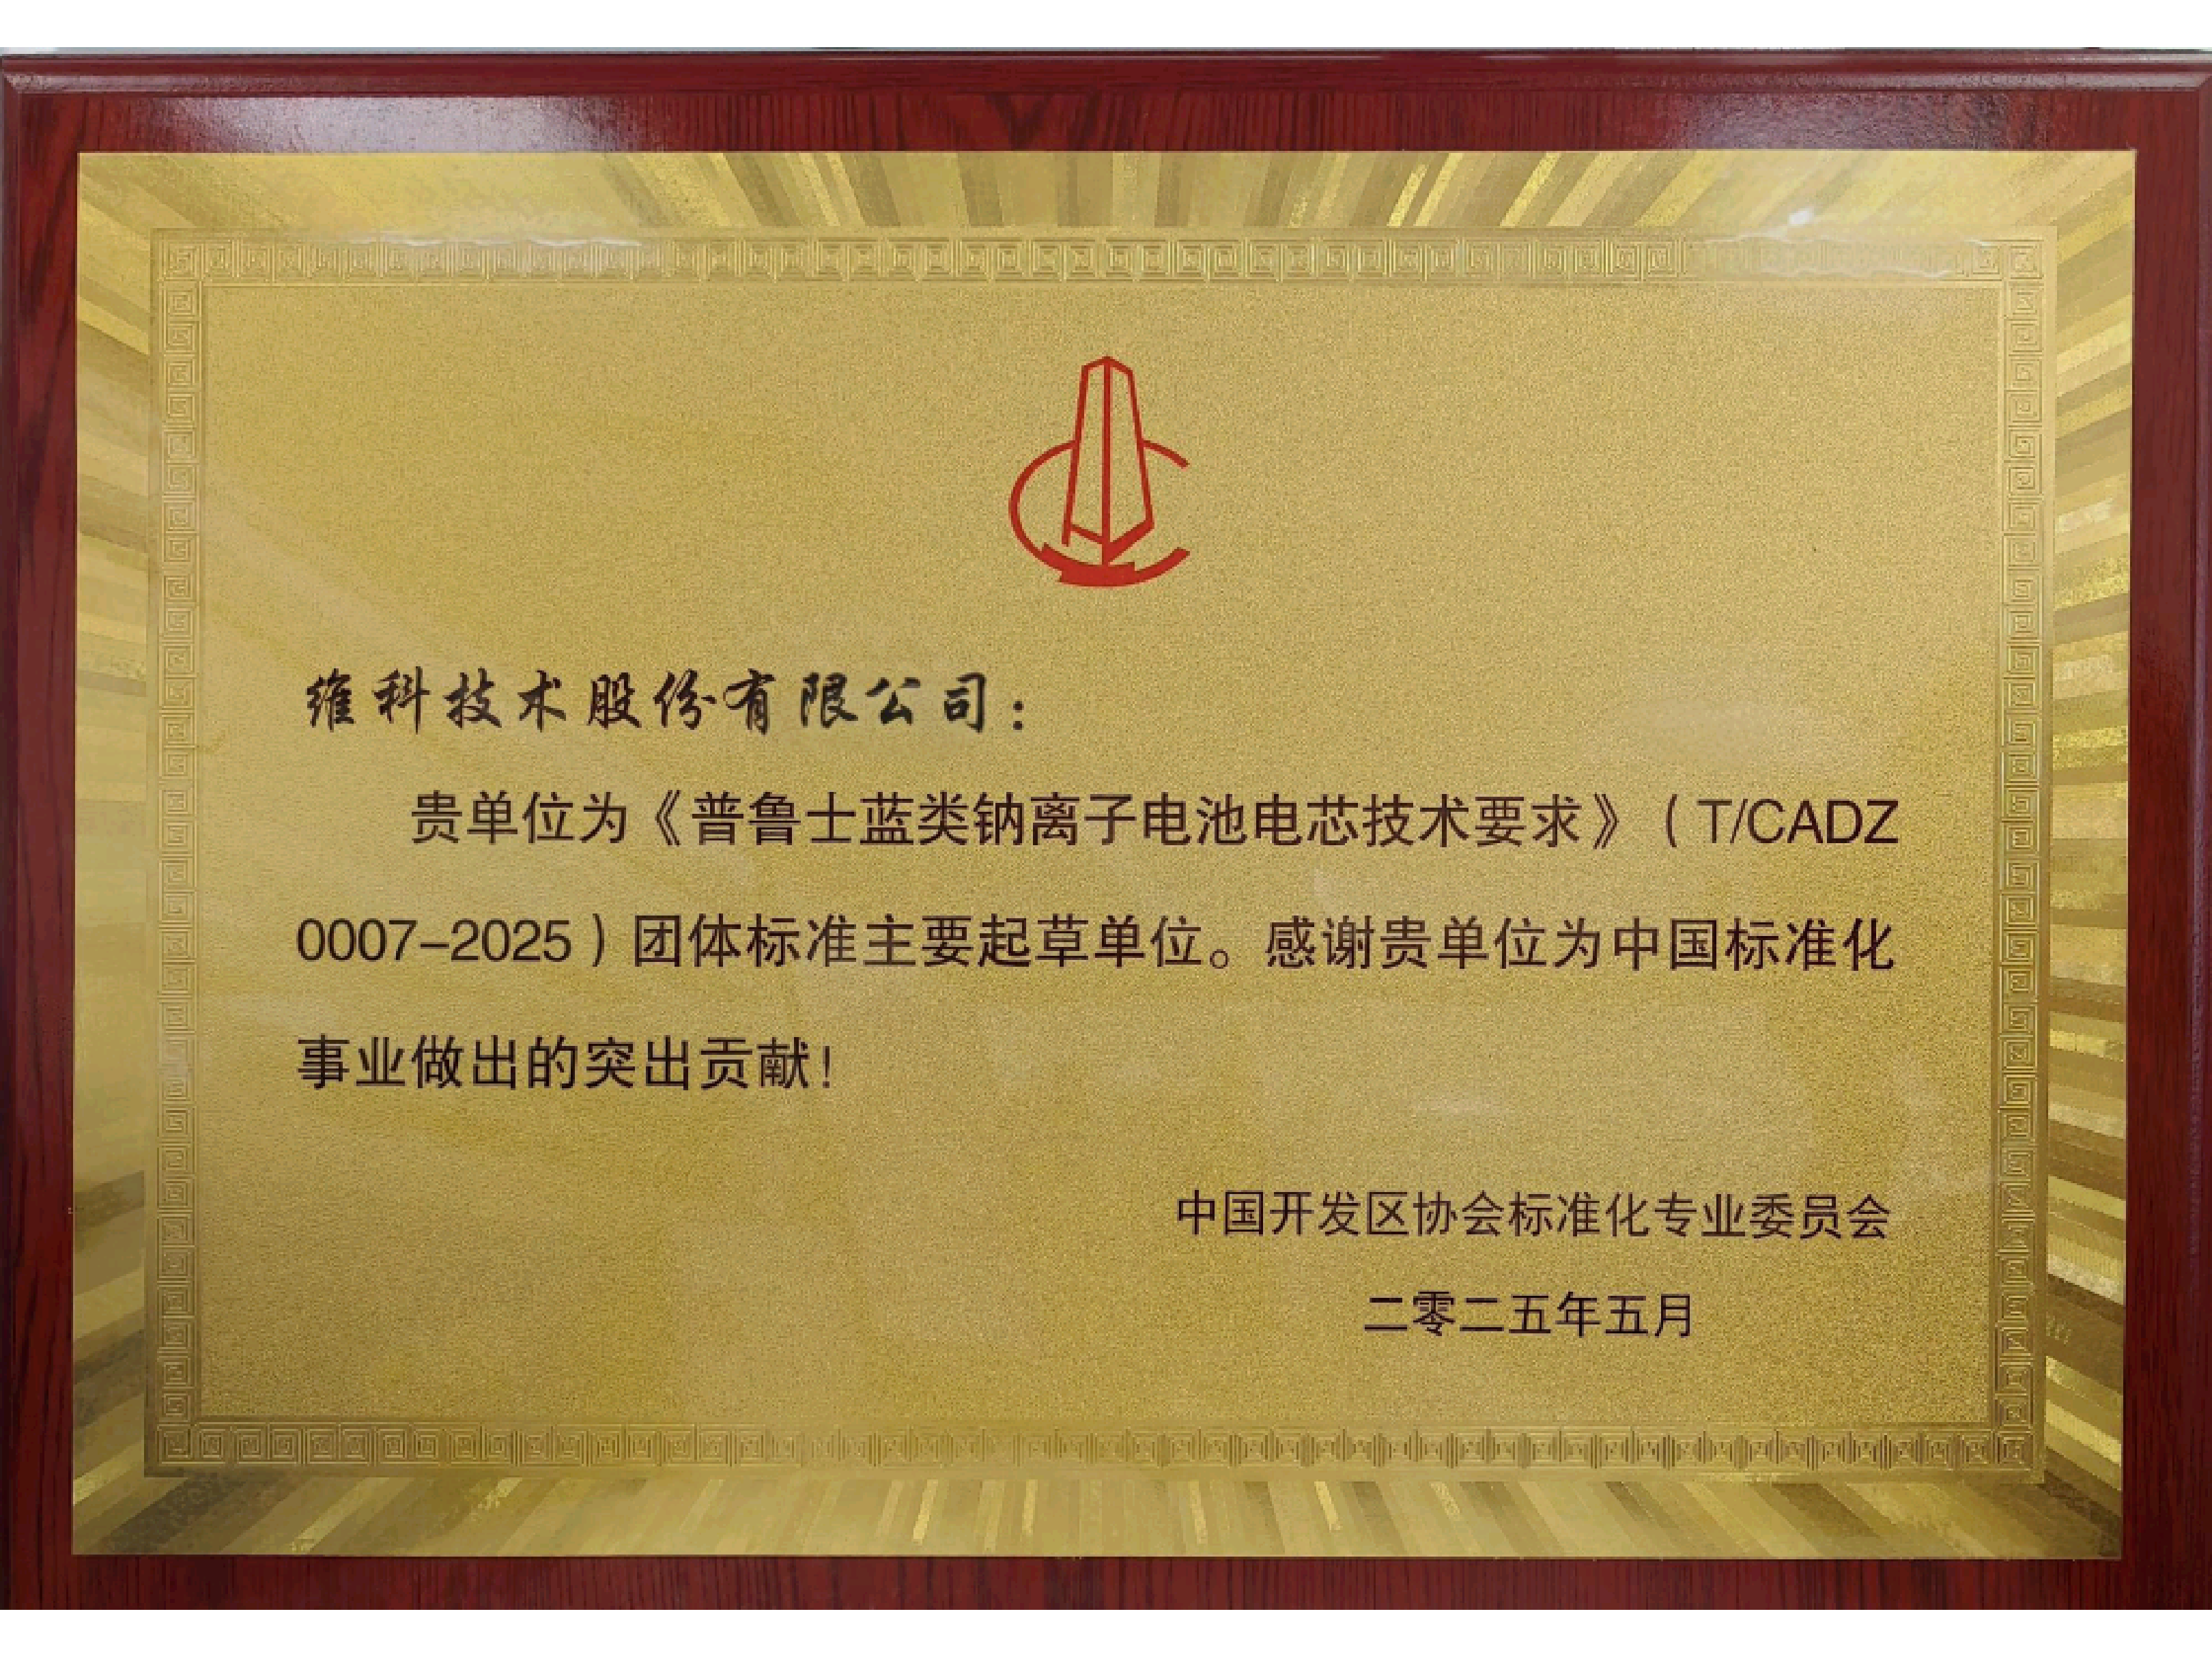 维科技术股份有限公司：
贵单位为《普鲁士蓝类钠离子电池电芯技术要求》（T/CADZ
0007-2025）团体标准主要起草单位。感谢贵单位为中国标准化
事业做出的突出贡献！
中国开发区协会标准化专业委员会
二零二五年五月